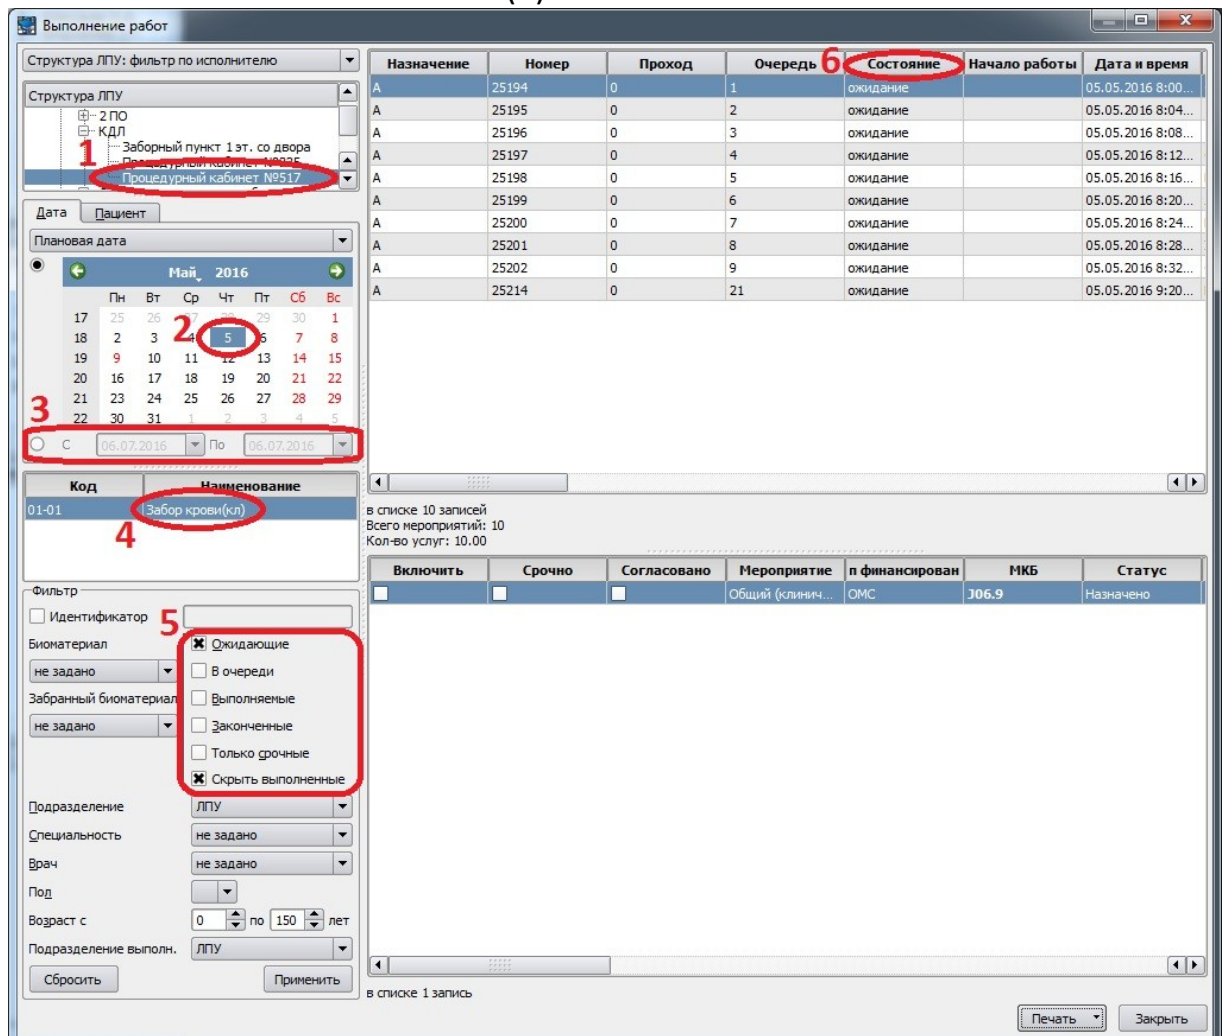 Выполнение работ
Структура ЛПУ: фильтр по исполнителю
Структура ЛПУ
2 ПО
КДЛ
Заборный пункт 1 эт. со двора
Процедурный кабинет №325
Процедурный кабинет №517
1
Дата Пациент
Плановая дата
Май, 2016
Пн Вт Ср Чт Пт Сб Вс
17 25 26 27 28 29 30 1
18 2 3 4 5 6 7 8
2
19 9 10 11 12 13 14 15
20 16 17 18 19 20 21 22
21 23 24 25 26 27 28 29
22 30 31 1 2 3 4 5
3
С 06.07.2016 По 06.07.2016
Код Наименование
01-01 Забор крови(кл)
4
Фильтр
Идентификатор
5
Биоматериал
не задано
Забранный биоматериал
не задано
Ожидающие
В очереди
Выполняемые
Законченные
Только срочные
Скрыть выполненные
Подразделение ЛПУ
Специальность не задано
Врач не задано
Пол
Возраст с 0 по 150 лет
Подразделение выполн. ЛПУ
Сбросить Применить
6
Назначение Номер Проход Очередь Состояние Начало работы Дата и время
А 25194 0 1 ожидание 05.05.2016 8:00...
А 25195 0 2 ожидание 05.05.2016 8:04...
А 25196 0 3 ожидание 05.05.2016 8:08...
А 25197 0 4 ожидание 05.05.2016 8:12...
А 25198 0 5 ожидание 05.05.2016 8:16...
А 25199 0 6 ожидание 05.05.2016 8:20...
А 25200 0 7 ожидание 05.05.2016 8:24...
А 25201 0 8 ожидание 05.05.2016 8:28...
А 25202 0 9 ожидание 05.05.2016 8:32...
А 25214 0 21 ожидание 05.05.2016 9:20...
в списке 10 записей
Всего мероприятий: 10
Кол-во услуг: 10.00
Включить Срочно Согласовано Мероприятие п финансирован МКБ Статус
Общий (клинич... ОМС J06.9 Назначено
в списке 1 запись
Печать Закрыть